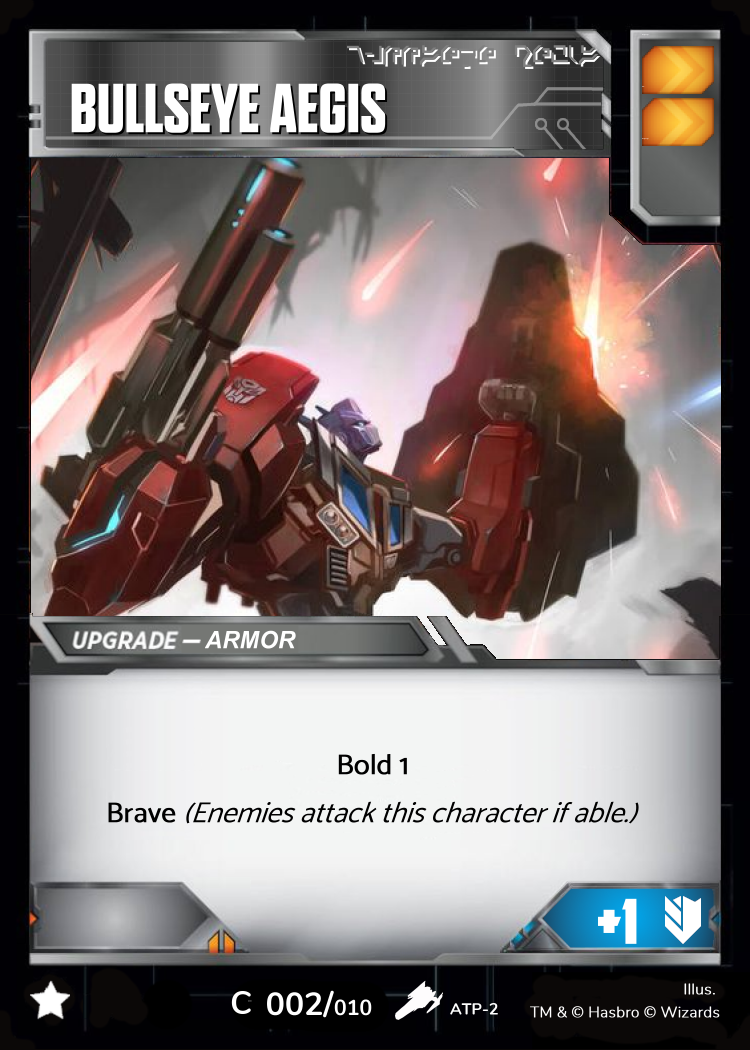 BULLSEYE AEGIS
UPGRADE — ARMOR
Bold 1
Brave (Enemies attack this character if able.)
+1
C 002/010 ATP-2
Illus.
TM & © Hasbro © Wizards